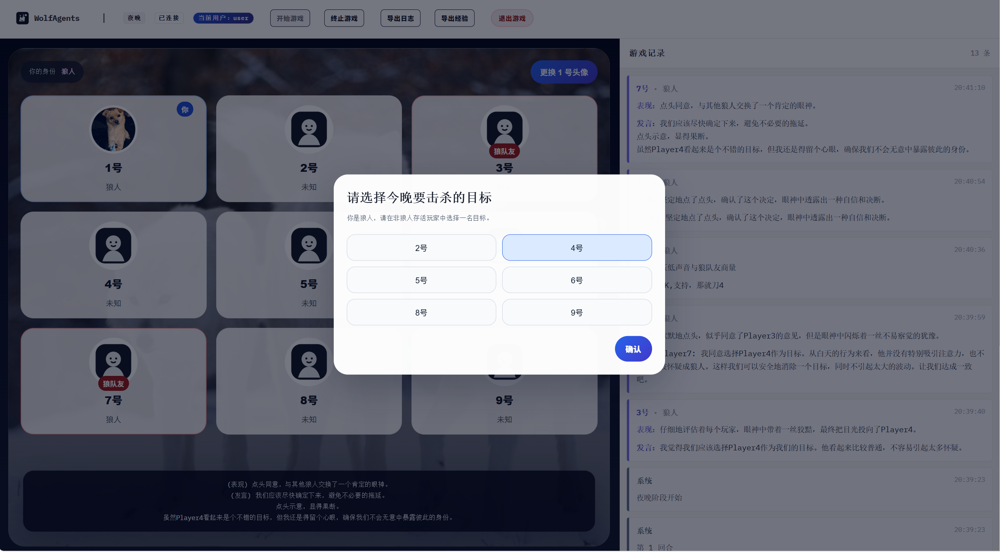 WolfAgents
夜晚
已连接
当前用户：user
开始游戏
终止游戏
导出日志
导出经验
退出游戏
你的身份 狼人
更换 1 号头像
你
1号
狼人
2号
未知
狼队友
3号
4号
未知
5号
未知
狼队友
7号
狼人
8号
未知
9号
未知
(表现) 点头同意，与其他狼人交换了一个肯定的眼神。
(发言) 我们应该尽快确定下来，避免不必要的拖延。
点头示意，显得果断。
虽然Player4看起来是个不错的目标，但我还是得留个心眼，确保我们不会无意中暴露彼此的身份。
请选择今晚要击杀的目标
你是狼人，请在非狼人存活玩家中选择一名目标。
2号
4号
5号
6号
8号
9号
确认
游戏记录
13 条
7号 · 狼人
20:41:10
表现: 点头同意，与其他狼人交换了一个肯定的眼神。
发言: 我们应该尽快确定下来，避免不必要的拖延。
点头示意，显得果断。
虽然Player4看起来是个不错的目标，但我还是得留个心眼，确保我们不会无意中暴露彼此的身份。
狼人
20:40:54
定地点了点头，确认了这个决定，眼神中透露出一种自信和决断。
坚定地点了点头，确认了这个决定，眼神中透露出一种自信和决断。
人
20:40:36
低声音与狼队友商量
K,支持，那就刀4
人
20:39:59
默地点头，似乎同意了Player3的意见，但是眼神中闪烁着一丝不易察觉的犹豫。
layer7: 我同意选择Player4作为目标。从白天的行为来看，他并没有特别吸引注意力，也不
怀疑成狼人。这样我们可以安全地消除一个目标，同时不引起太大的波动。让我们达成一致
吧。
3号 · 狼人
20:39:40
表现: 仔细地评估着每个玩家，眼神中带着一丝狡黠，最终把目光投向了Player4。
发言: 我觉得我们应该选择Player4作为我们的目标。他看起来比较普通，不容易引起太多怀疑。
系统
20:39:23
夜晚阶段开始
系统
20:39:23
第 1 回合